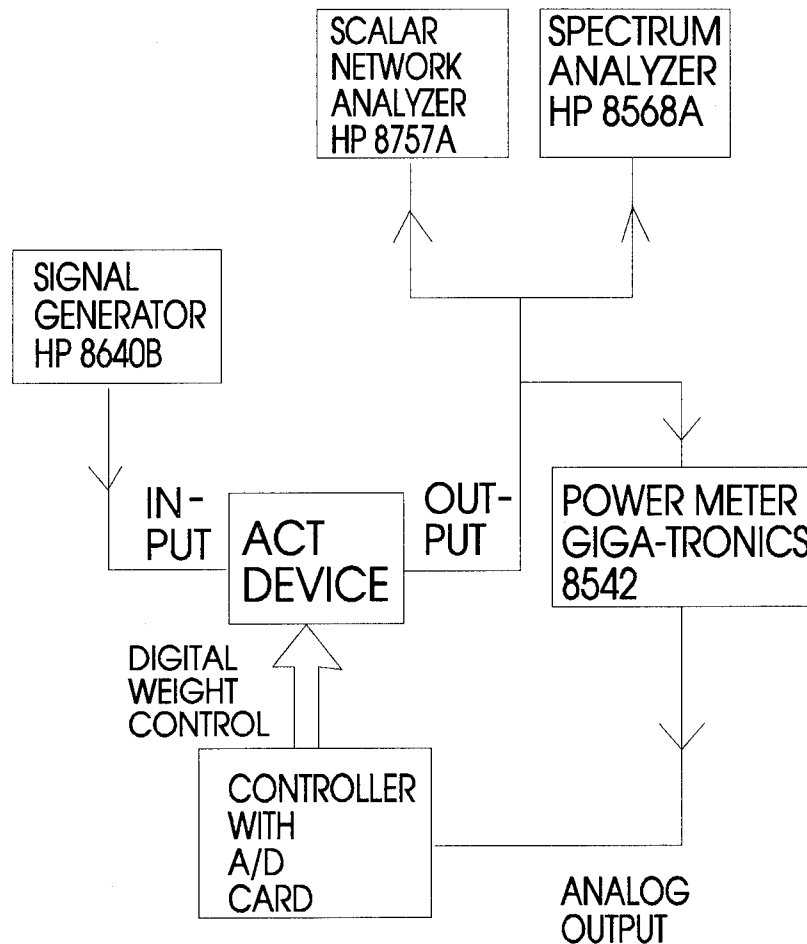 SCALAR
NETWORK
ANALYZER
HP 8757A
SPECTRUM
ANALYZER
HP 8568A
SIGNAL
GENERATOR
HP 8640B
IN-
PUT
ACT
DEVICE
OUT-
PUT
POWER METER
GIGA-TRONICS
8542
DIGITAL
WEIGHT
CONTROL
CONTROLLER
WITH
A/D
CARD
ANALOG
OUTPUT